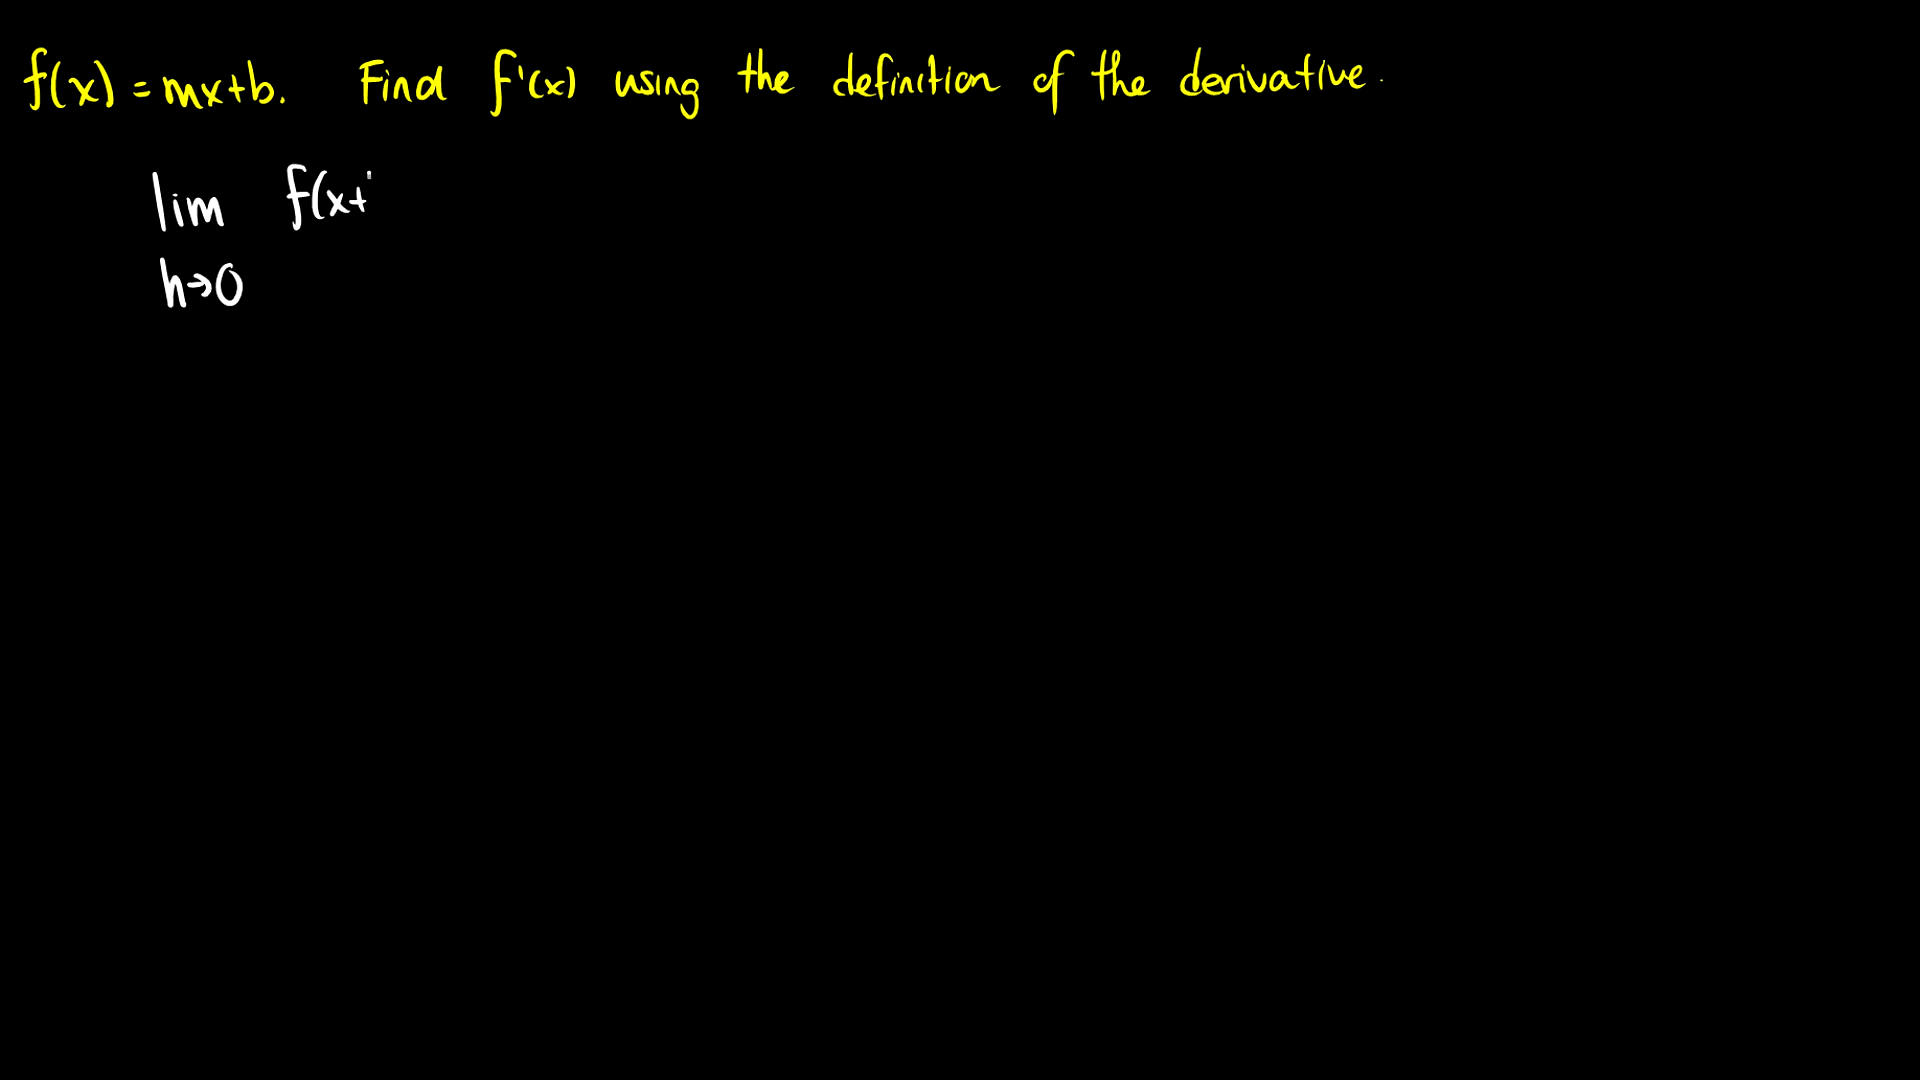 f(x) = mx+b. Find f'(x) using the definition of the derivative.
lim f(x+
h→0